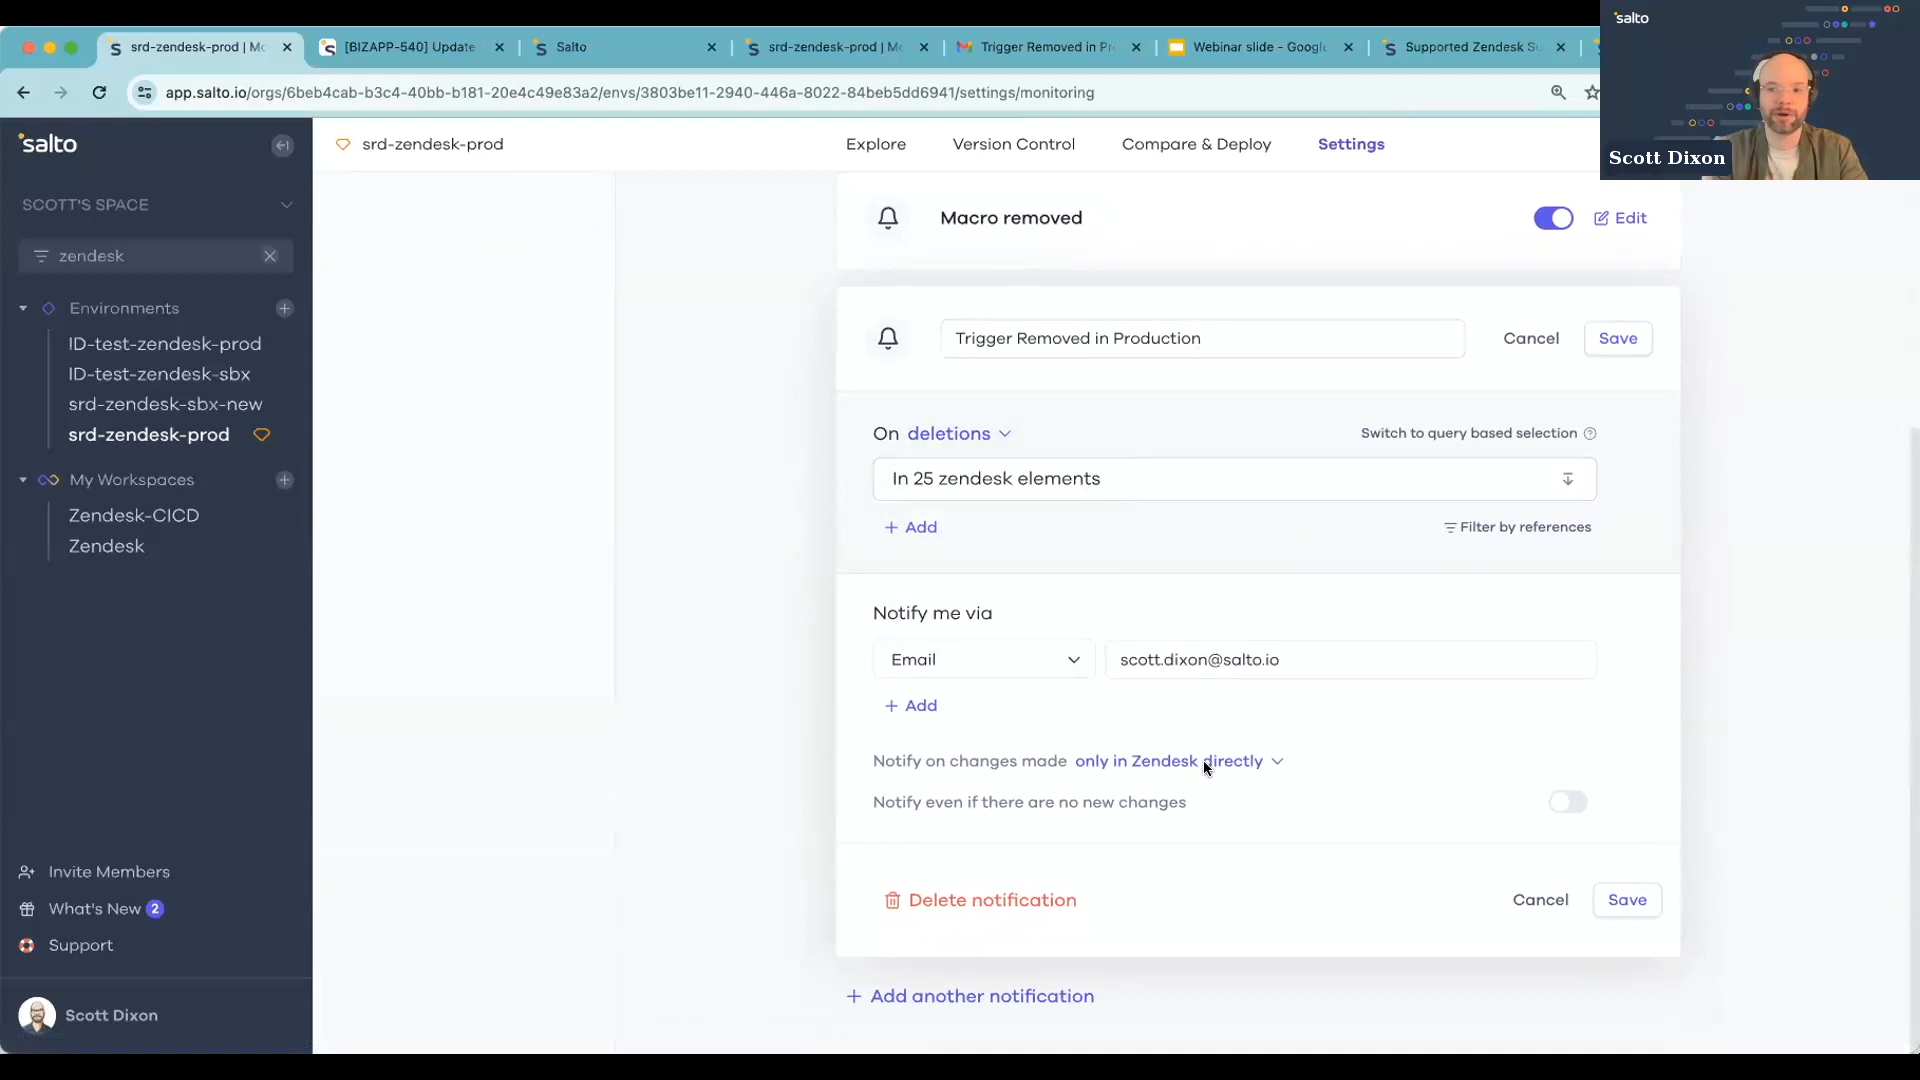 srd-zendesk-prod | Mc
[BIZAPP-540] Update
Salto
srd-zendesk-prod | Mc
Trigger Removed in Pr
Webinar slide - Google
Supported Zendesk Su
salto
app.salto.io/orgs/6beb4cab-b3c4-40bb-b181-20e4c49e83a2/envs/3803be11-2940-446a-8022-84beb5dd6941/settings/monitoring
Scott Dixon
salto
srd-zendesk-prod
Explore
Version Control
Compare & Deploy
Settings
SCOTT'S SPACE
zendesk
Environments
ID-test-zendesk-prod
ID-test-zendesk-sbx
srd-zendesk-sbx-new
srd-zendesk-prod
My Workspaces
Zendesk-CICD
Zendesk
Invite Members
What's New 2
Support
Scott Dixon
Macro removed
Edit
Trigger Removed in Production
Cancel
Save
On deletions
Switch to query based selection
In 25 zendesk elements
+ Add
Filter by references
Notify me via
Email
scott.dixon@salto.io
+ Add
Notify on changes made only in Zendesk directly
Notify even if there are no new changes
Delete notification
Cancel
Save
+ Add another notification